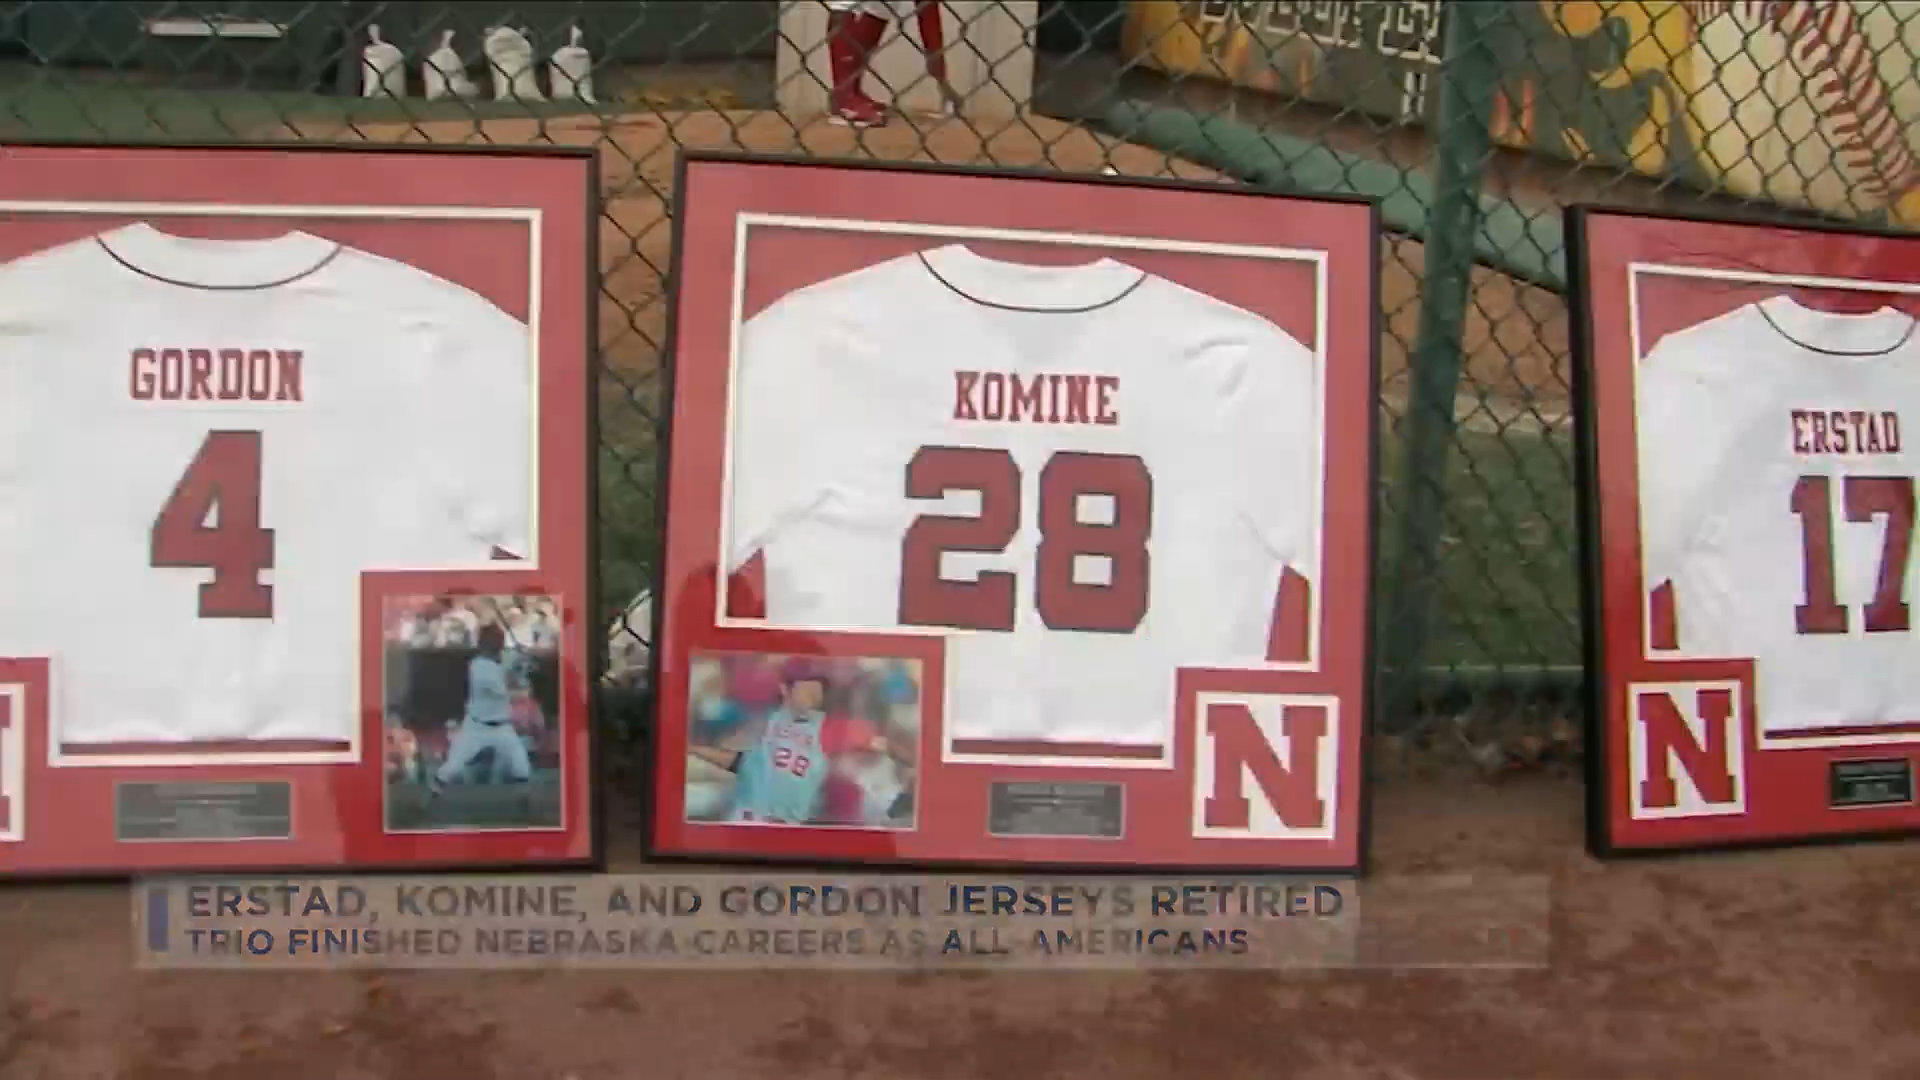 GORDON
4
KOMINE
28
28
N
ERSTAD
17
N
ERSTAD, KOMINE, AND GORDON JERSEYS RETIRED
TRIO FINISHED NEBRASKA CAREERS AS ALL-AMERICANS